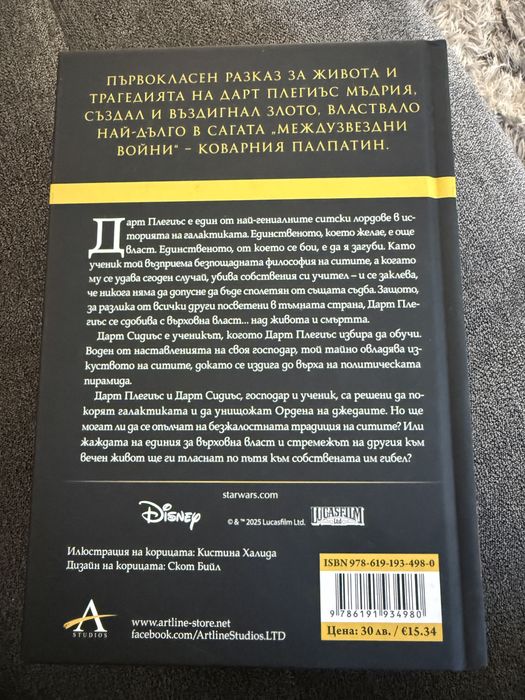 ПЪРВОКЛАСЕН РАЗКАЗ ЗА ЖИВОТА И
ТРАГЕДИЯТА НА ДАРТ ПЛЕГИЪС МЪДРИЯ,
СЪЗДАЛ И ВЪЗДИГНАЛ ЗЛОТО, ВЛАСТВАЛО
НАЙ-ДЪЛГО В САГАТА „МЕЖДУЗВЕЗДНИ
ВОЙНИ“ – КОВАРНИЯ ПАЛПАТИН.
Дарт Плегиъс е един от най-гениалните ситски лордове в ис-
торията на галактиката. Единственото, което желае, е още
власт. Единственото, от което се бои, е да я загуби. Като
ученик той възприема безпощадната философия на ситите, а когато
му се удава сгоден случай, убива собствения си учител – и се заклева,
че никога няма да допусне да бъде сполетян от същата съдба. Защото,
за разлика от всички други посветени в тъмната страна, Дарт Пле-
гиъс се сдобива с върховна власт... над живота и смъртта.
Дарт Сидиъс е ученикът, когото Дарт Плегиъс избира да обучи.
Воден от наставленията на своя господар, той тайно овладява из-
куството на ситите, докато се издига до върха на политическата
пирамида.
Дарт Плегиъс и Дарт Сидиъс, господар и ученик, са решени да по-
корят галактиката и да унищожат Ордена на джедаите. Но ще
могат ли да се опълчат на безжалостната традиция на ситите? Или
жаждата на единия за върховна власт и стремежът на другия към
вечен живот ще ги тласнат по пътя към собствената им гибел?
starwars.com
Disney
© & ™ 2025 Lucasfilm Ltd.
LUCASFILM
Ltd.
Илюстрация на корицата: Кистина Халида
Дизайн на корицата: Скот Бийл
ISBN 978-619-193-498-0
9 786191 934980
Цена: 30 лв. / €15.34
A
STUDIOS
www.artline-store.net
facebook.com/ArtlineStudios.LTD